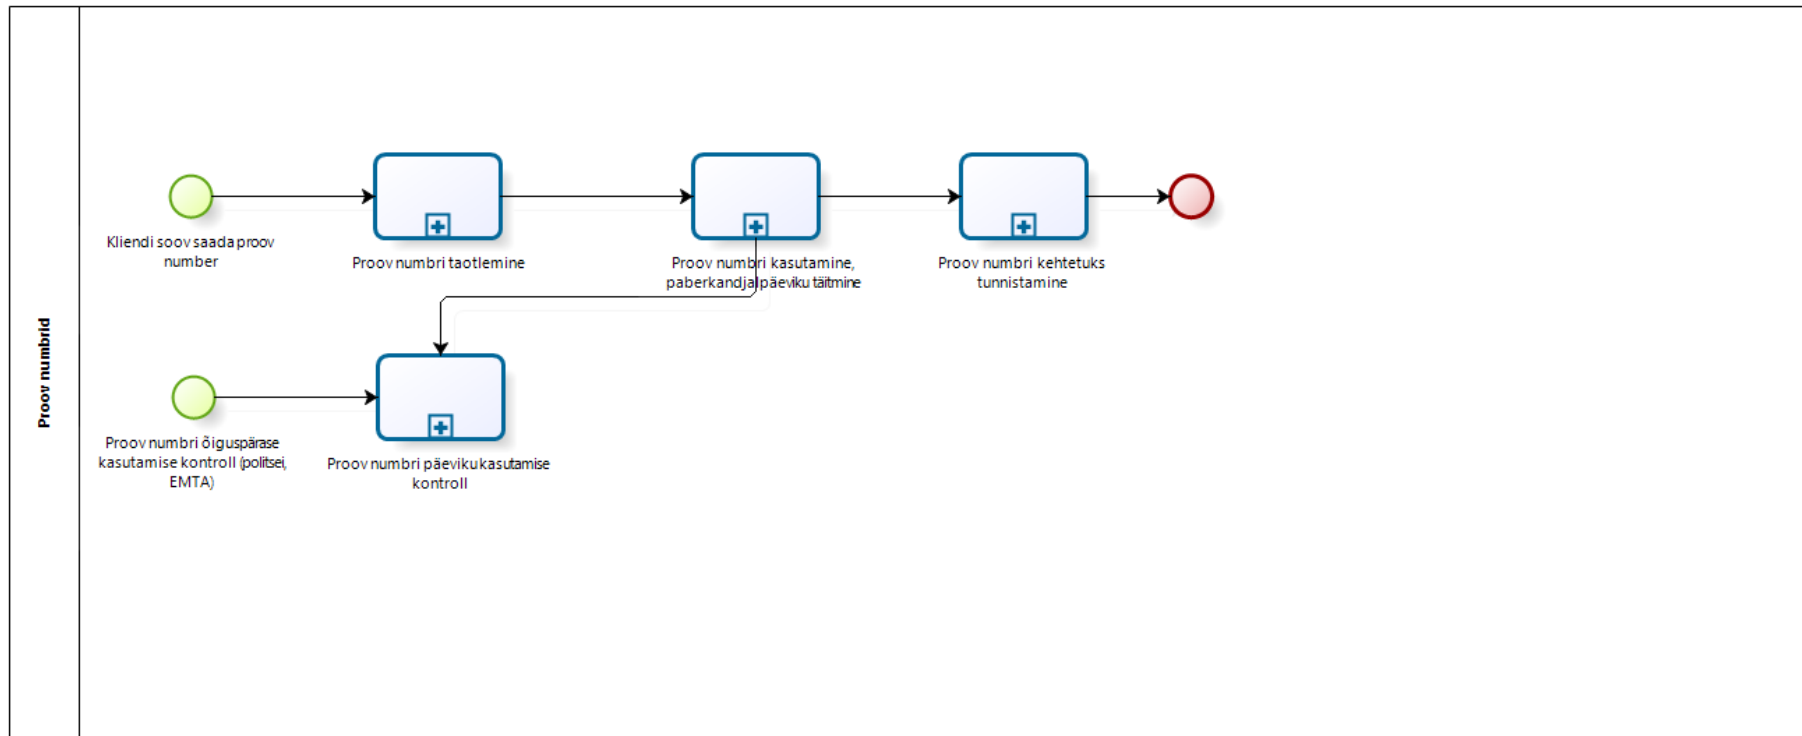 Proov numbrid
Kliendi soov saada proov
number
Proov numbri taotlemine
Proov numbri kasutamine,
paberkandjal päeviku täitmine
Proov numbri kehtetuks
tunnistamine
Proov numbri õiguspärase
kasutamise kontroll (politsei,
EMTA)
Proov numbri päeviku kasutamise
kontroll